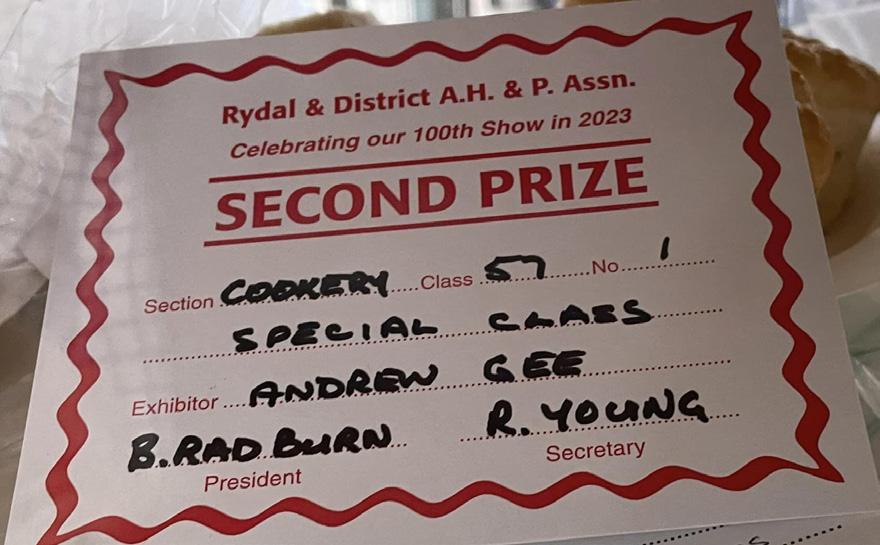 Rydal & District A.H. & P. Assn.
Celebrating our 100th Show in 2023
SECOND PRIZE
Section COOKERY Class 57 No 1
SPECIAL CLASS
Exhibitor ANDREW GEE
B. RADBURN R. YOUNG
President Secretary